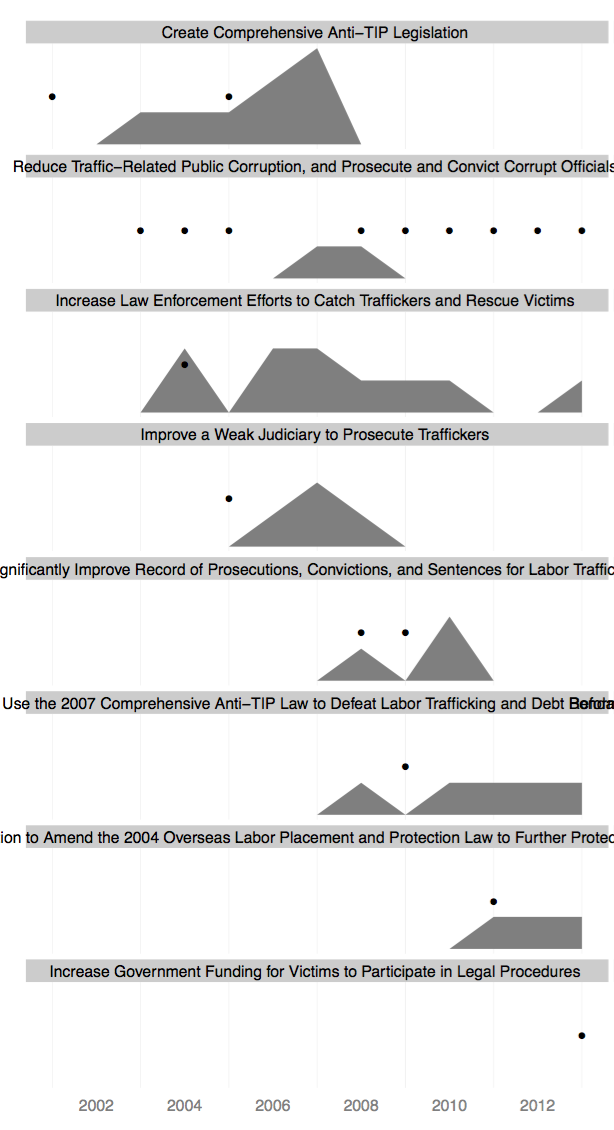 Create Comprehensive Anti−TIP Legislation
Reduce Traffic−Related Public Corruption, and Prosecute and Convict Corrupt Officials
Increase Law Enforcement Efforts to Catch Traffickers and Rescue Victims
Improve a Weak Judiciary to Prosecute Traffickers
gnificantly Improve Record of Prosecutions, Convictions, and Sentences for Labor Traffic
Use the 2007 Comprehensive Anti−TIP Law to Defeat Labor Trafficking and Debt
ion to Amend the 2004 Overseas Labor Placement and Protection Law to Further Protec
Increase Government Funding for Victims to Participate in Legal Procedures
2002 2004 2006 2008 2010 2012